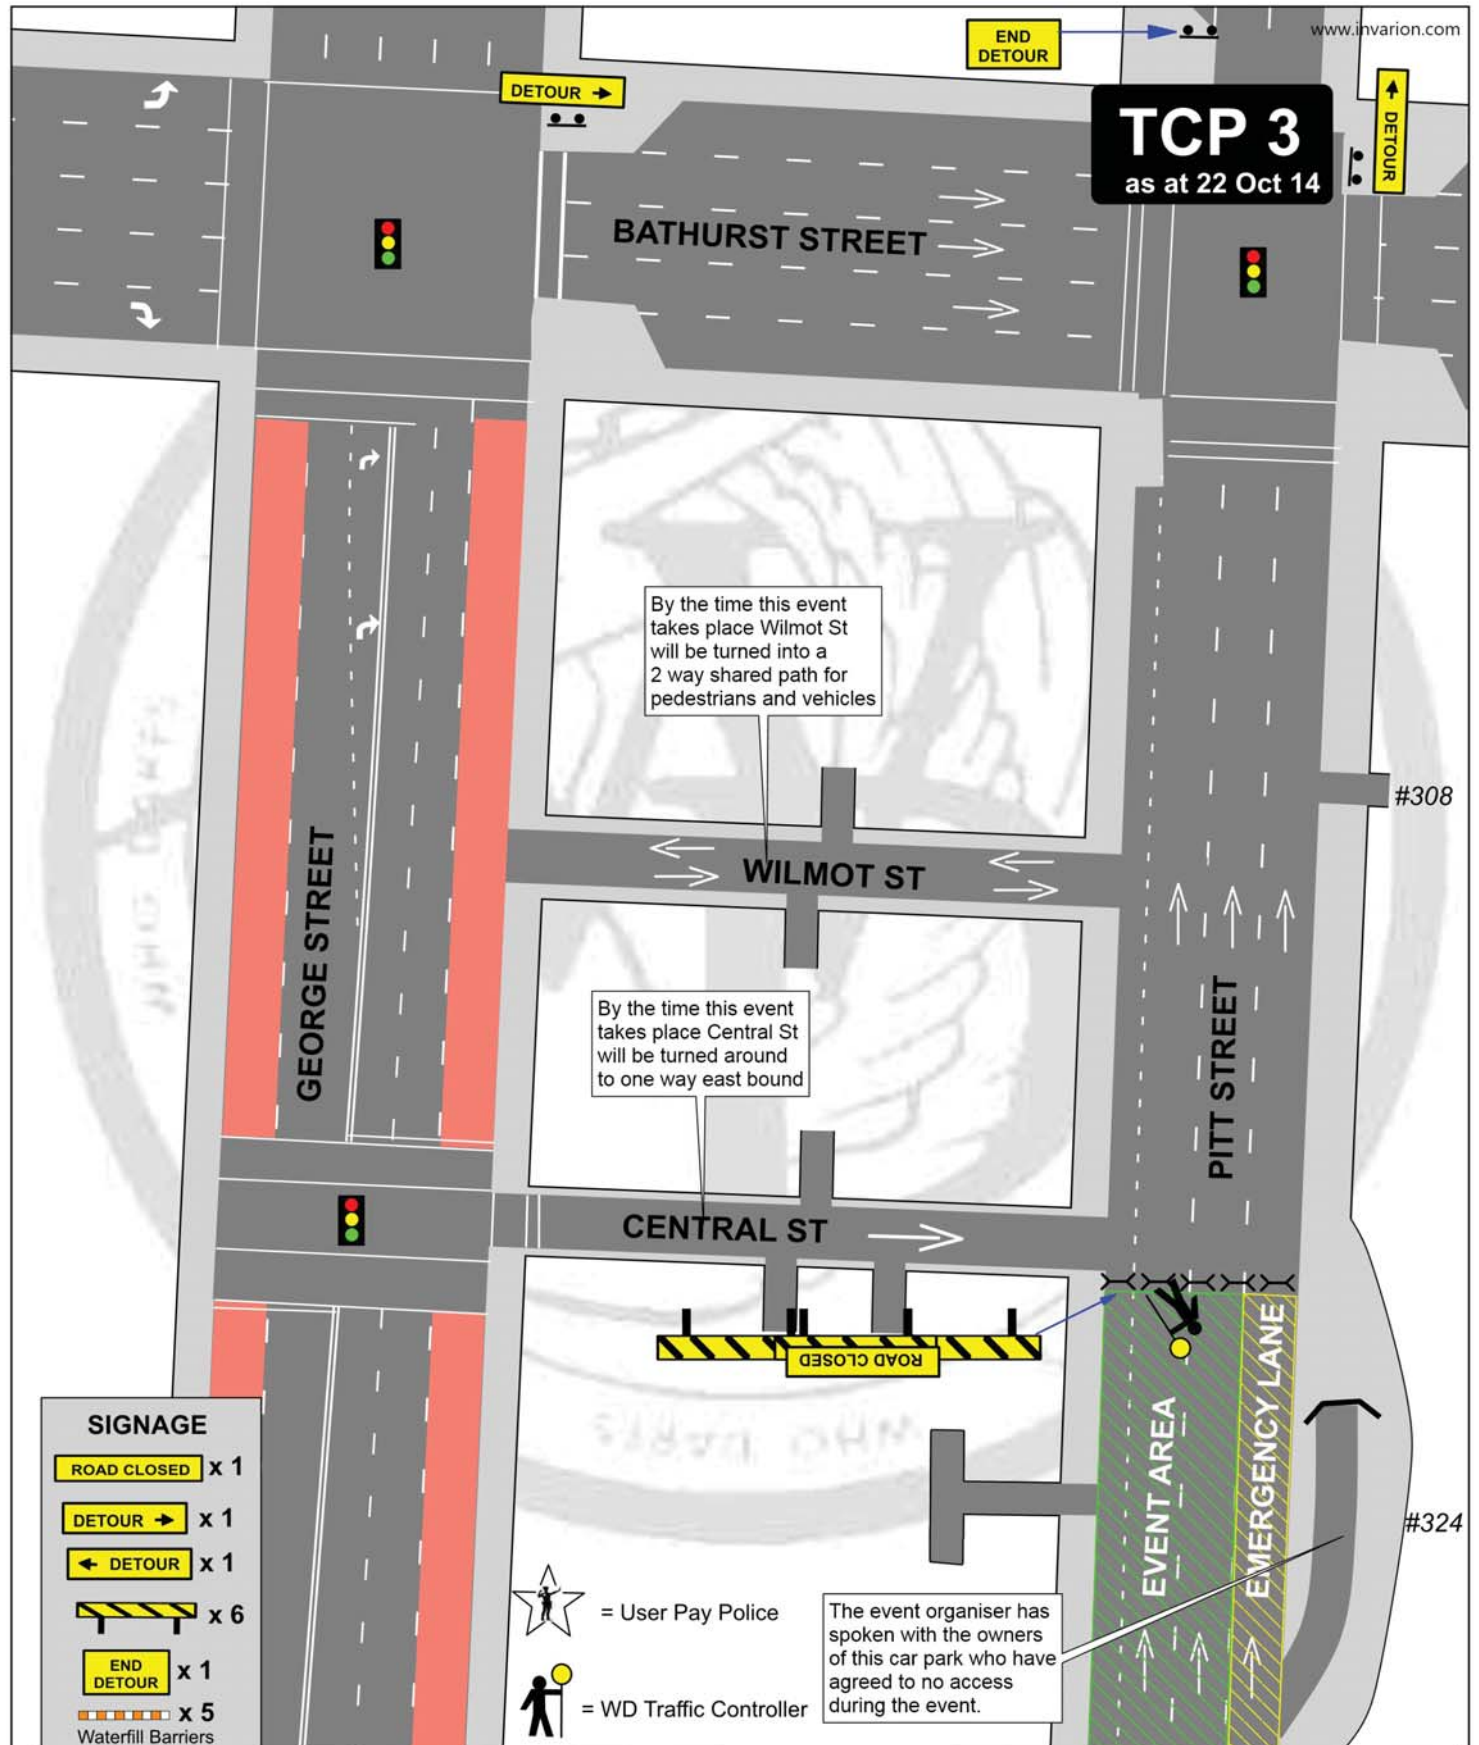 www.invarion.com
END
DETOUR
DETOUR
DETOUR
TCP 3
as at 22 Oct 14
BATHURST STREET
By the time this event
takes place Wilmot St
will be turned into a
2 way shared path for
pedestrians and vehicles
#308
WILMOT ST
GEORGE STREET
By the time this event
takes place Central St
will be turned around
to one way east bound
PITT STREET
CENTRAL ST
ROAD CLOSED
EVENT AREA
EMERGENCY LANE
#324
SIGNAGE
ROAD CLOSED x 1
DETOUR x 1
DETOUR x 1
x 6
END
DETOUR x 1
x 5
Waterfill Barriers
= User Pay Police
= WD Traffic Controller
The event organiser has
spoken with the owners
of this car park who have
agreed to no access
during the event.